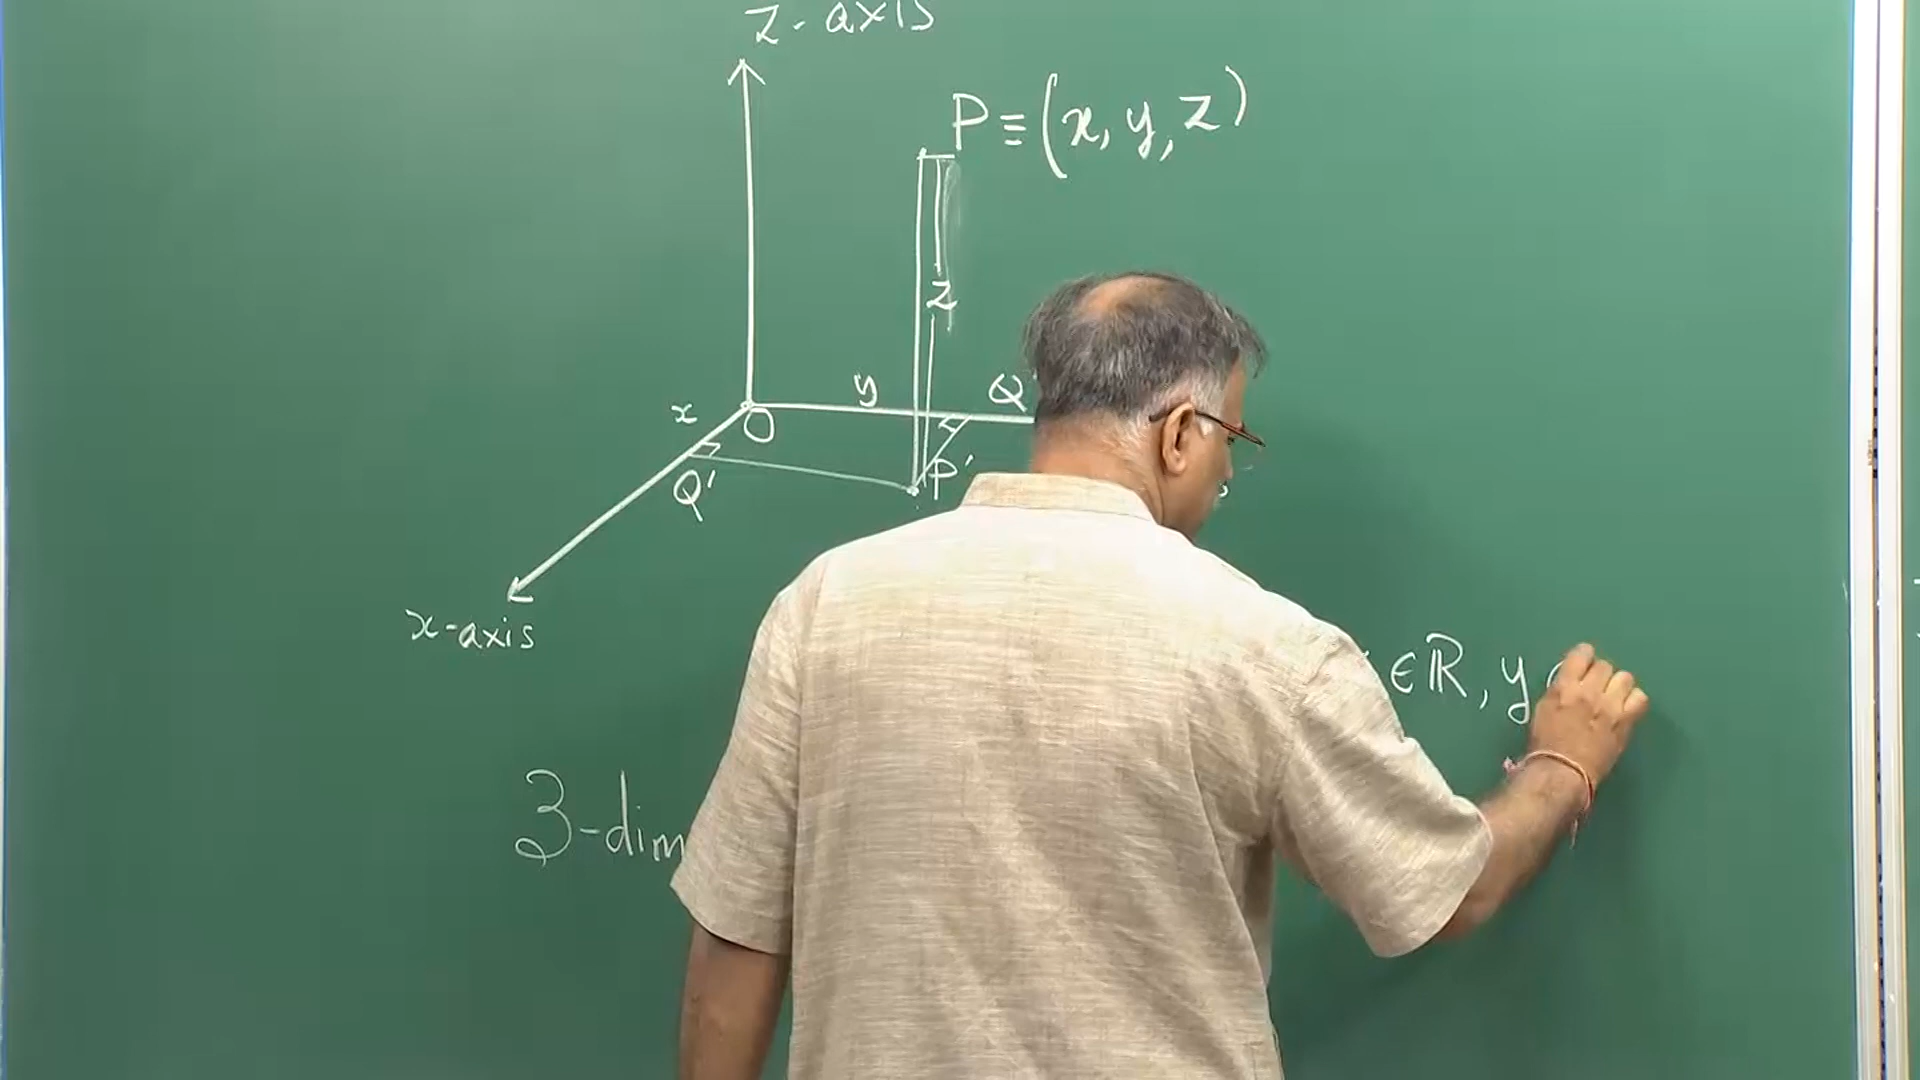 z-axis
P≡(x, y, z)
z
y
Q
x
O
P'
Q'
x-axis
∈ℝ, y
3-dim